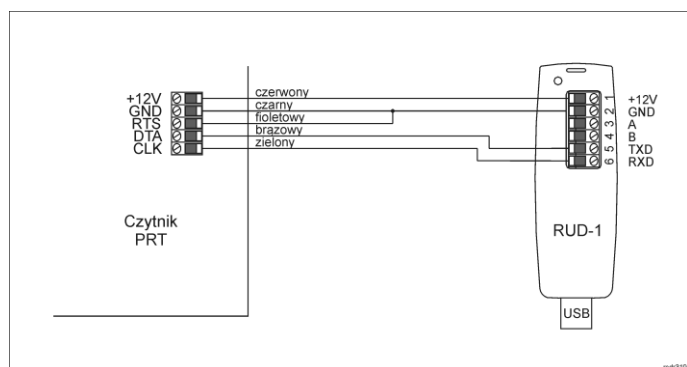 czerwony
+12V
czarny
GND
fioletowy
RTS
brazowy
DTA
zielony
CLK
Czytnik
PRT
1 +12V
2 GND
3 A
4 B
5 TXD
6 RXD
RUD-1
USB